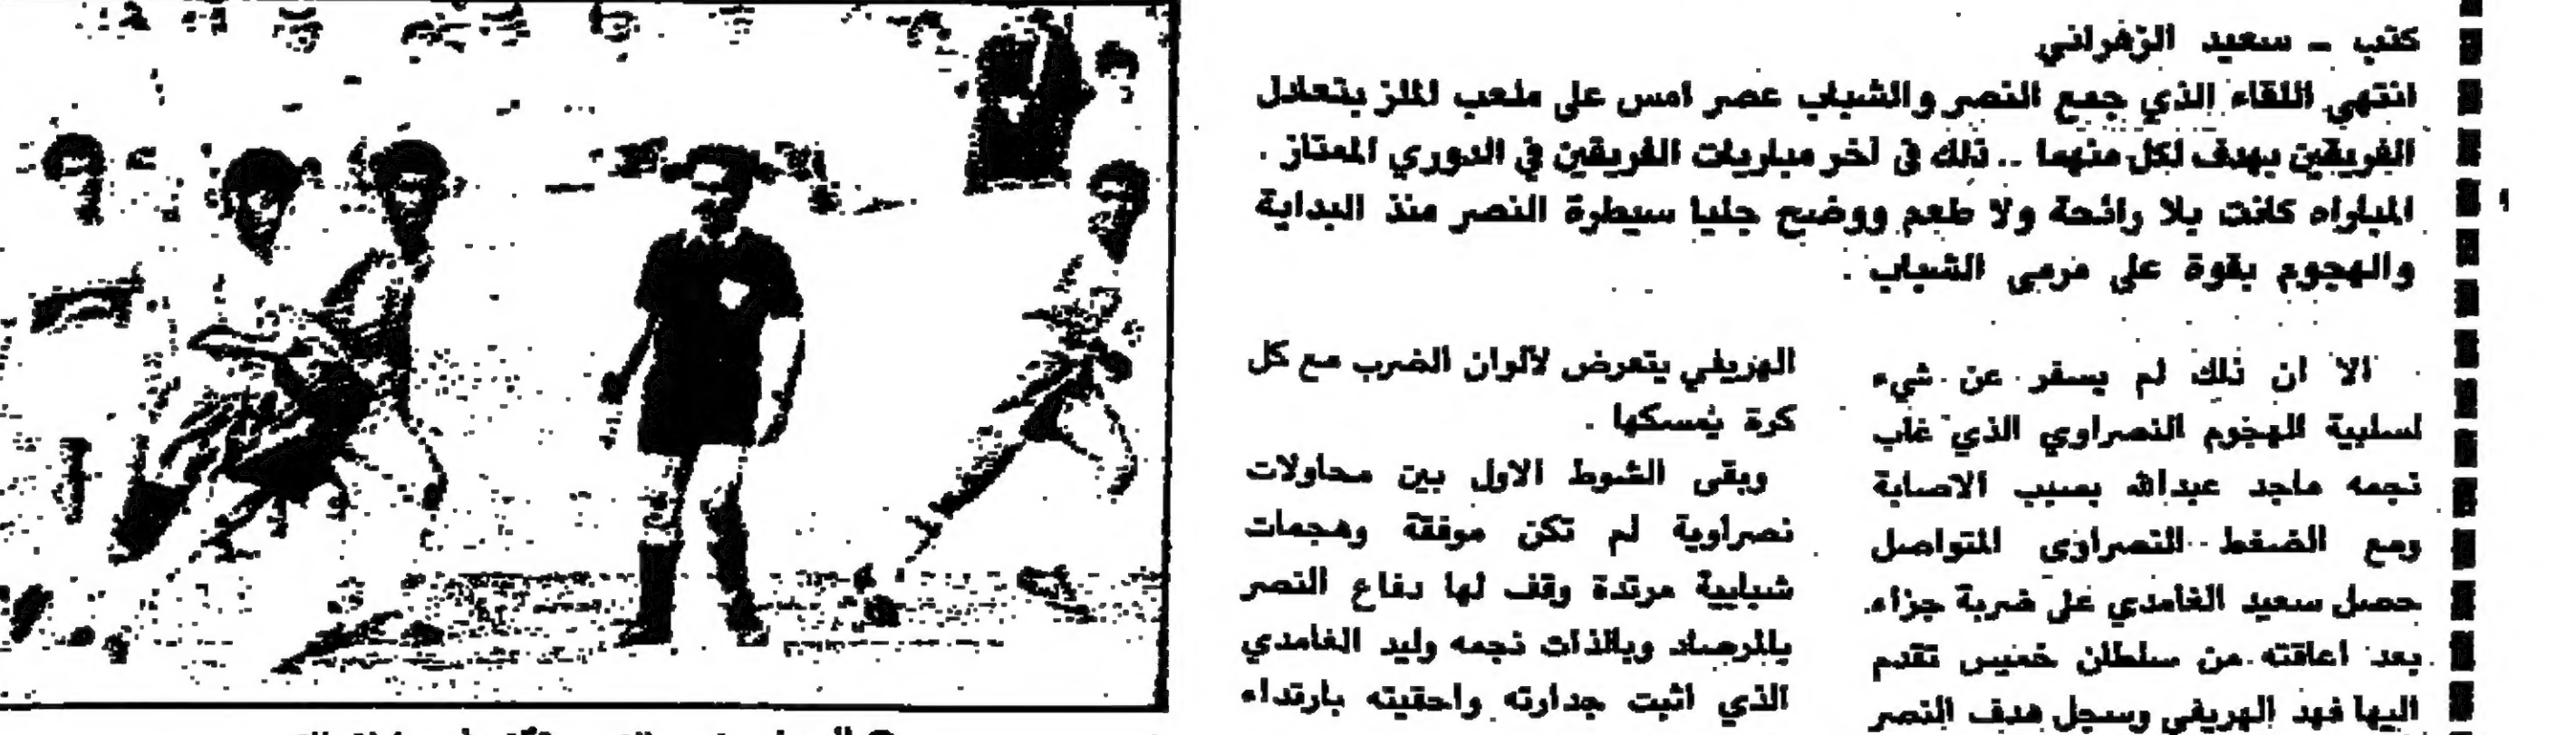 كتب - سعيد الزهراني
انتهى اللقاء الذي جمع النصر والشباب عصر امس على ملعب الملز بتعادل
الفريقين بهدف لكل منهما .. ذلك في آخر مباريات الفريقين في الدوري الممتاز .
المباراه كانت بلا رائحة ولا طعم ووضح جليا سيطرة النصر منذ البداية
والهجوم بقوة على مرمى الشباب .
الا ان ذلك لم يسفر عن شيء
لسلبية الهجوم النصراوي الذي غاب
نجمه ماجد عبدالله بسبب الاصابة
ومع الضغط النصراوى المتواصل
حصل سعيد الغامدي على ضربة جزاء
بعد اعاقته من سلطان خميس تقدم
اليها فهد الهريفي وسجل هدف النصر
الهريفي يتعرض لألوان الضرب مع كل
كرة يمسكها .
وبقى الشوط الاول بين محاولات
نصراوية لم تكن موفقة وهجمات
شبابية مرتدة وقف لها دفاع النصر
بالمرصاد وبالذات نجمه وليد الغامدي
الذي اثبت جدارته واحقيته بارتداء